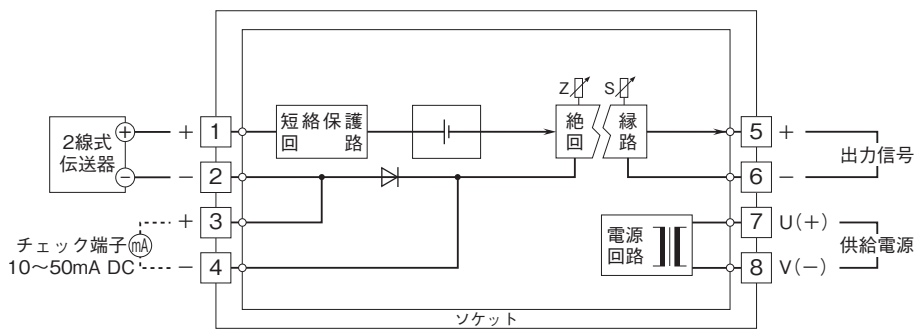 2線式
伝送器
+
−
+ 1
− 2
+ 3
− 4
チェック端子 mA
10〜50mA DC
短絡保護
回路
Z
S
絶縁
回路
電源
回路
5 +
6 −
出力信号
7 U(+)
8 V(−)
供給電源
ソケット